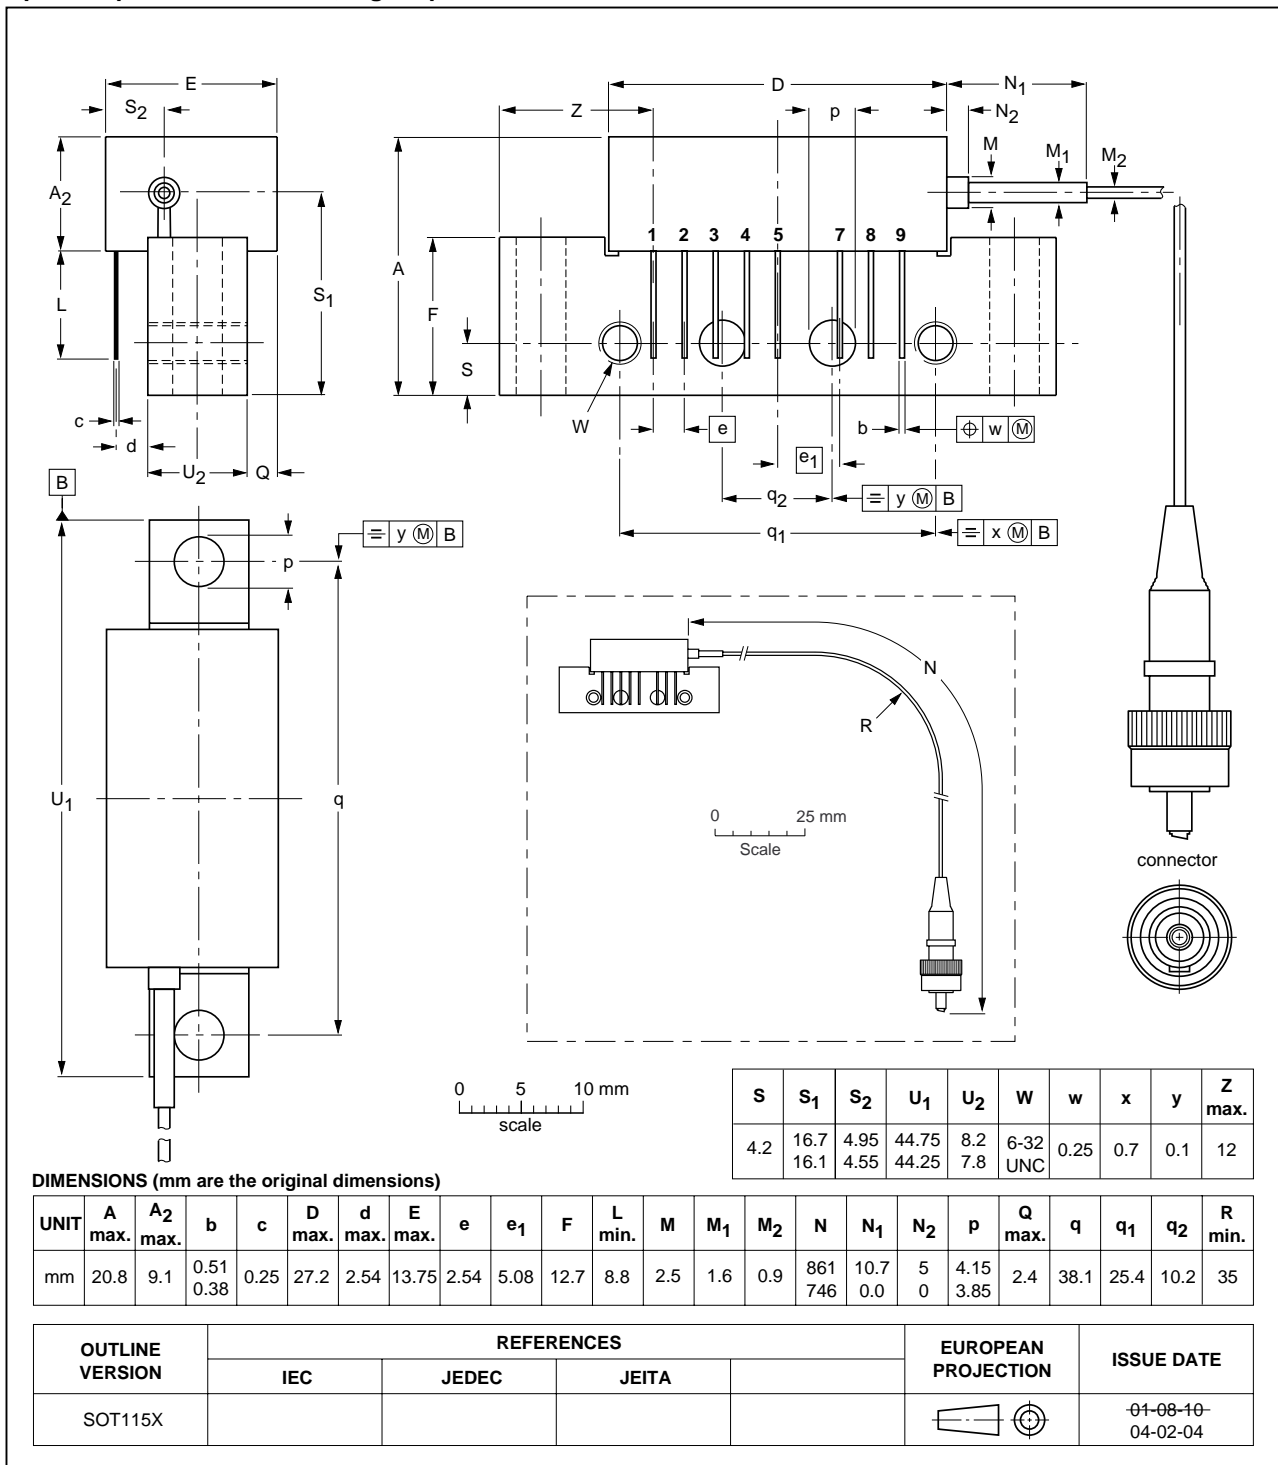 E
S2
A2
L
S1
c
d
U2
Q
D
N1
Z
p
N2
M
M1
M2
A
F
S
1 2 3 4 5 7 8 9
W
e
b
w M
e1
q2
y M B
q1
x M B
B
y M B
p
U1
q
N
R
0 25 mm
Scale
connector
0 5 10 mm
scale
S S1 S2 U1 U2 W w x y Z max.
4.2 16.7 16.1 4.95 4.55 44.75 44.25 8.2 7.8 6-32 UNC 0.25 0.7 0.1 12
DIMENSIONS (mm are the original dimensions)
UNIT A max. A2 max. b c D max. d max. E max. e e1 F L min. M M1 M2 N N1 N2 p Q max. q q1 q2 R min.
mm 20.8 9.1 0.51 0.38 0.25 27.2 2.54 13.75 2.54 5.08 12.7 8.8 2.5 1.6 0.9 861 746 10.7 0.0 5 0 4.15 3.85 2.4 38.1 25.4 10.2 35
OUTLINE VERSION REFERENCES EUROPEAN PROJECTION ISSUE DATE
IEC JEDEC JEITA
SOT115X 01-08-10
04-02-04